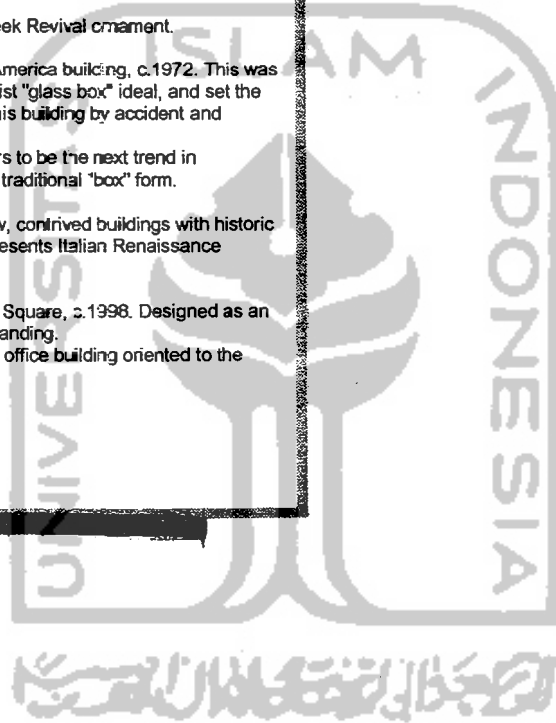 eek Revival ornament.
America building, c.1972. This was
ist "glass box" ideal, and set the
his building by accident and
rs to be the next trend in
traditional "box" form.
w, contrived buildings with historic
esents Italian Renaissance
Square, c.1998. Designed as an
anding.
office building oriented to the
UNIVERSITAS
ISLAM
INDONESIA